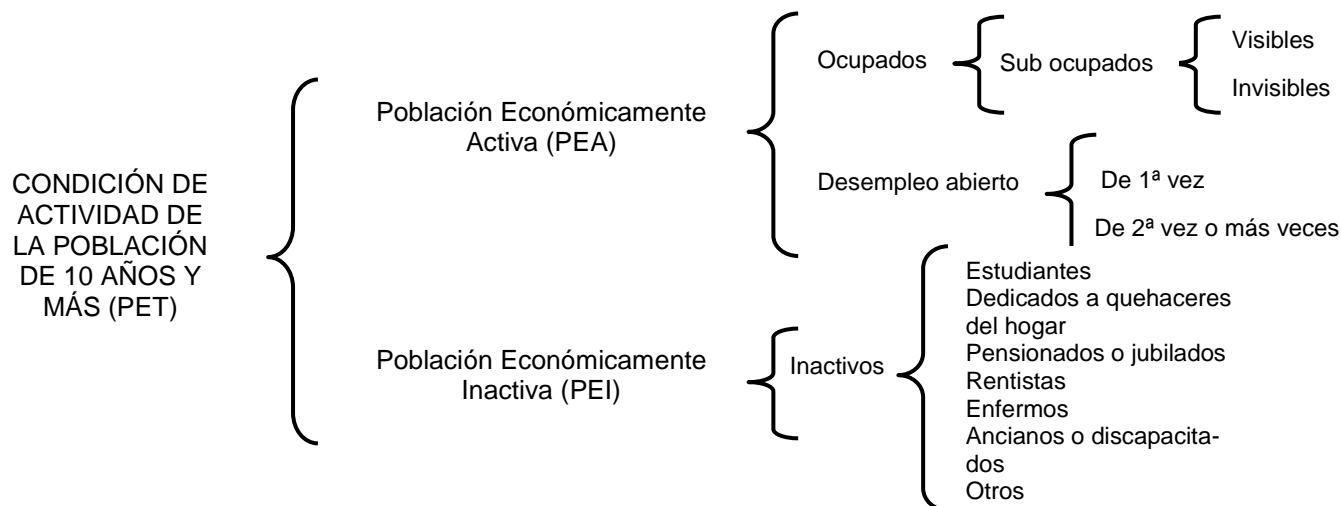 CONDICIÓN DE
ACTIVIDAD DE
LA POBLACIÓN
DE 10 AÑOS Y
MÁS (PET)
Población Económicamente
Activa (PEA)
Ocupados
Sub ocupados
Visibles
Invisibles
Desempleo abierto
De 1ª vez
De 2ª vez o más veces
Población Económicamente
Inactiva (PEI)
Inactivos
Estudiantes
Dedicados a quehaceres
del hogar
Pensionados o jubilados
Rentistas
Enfermos
Ancianos o discapacita-
dos
Otros